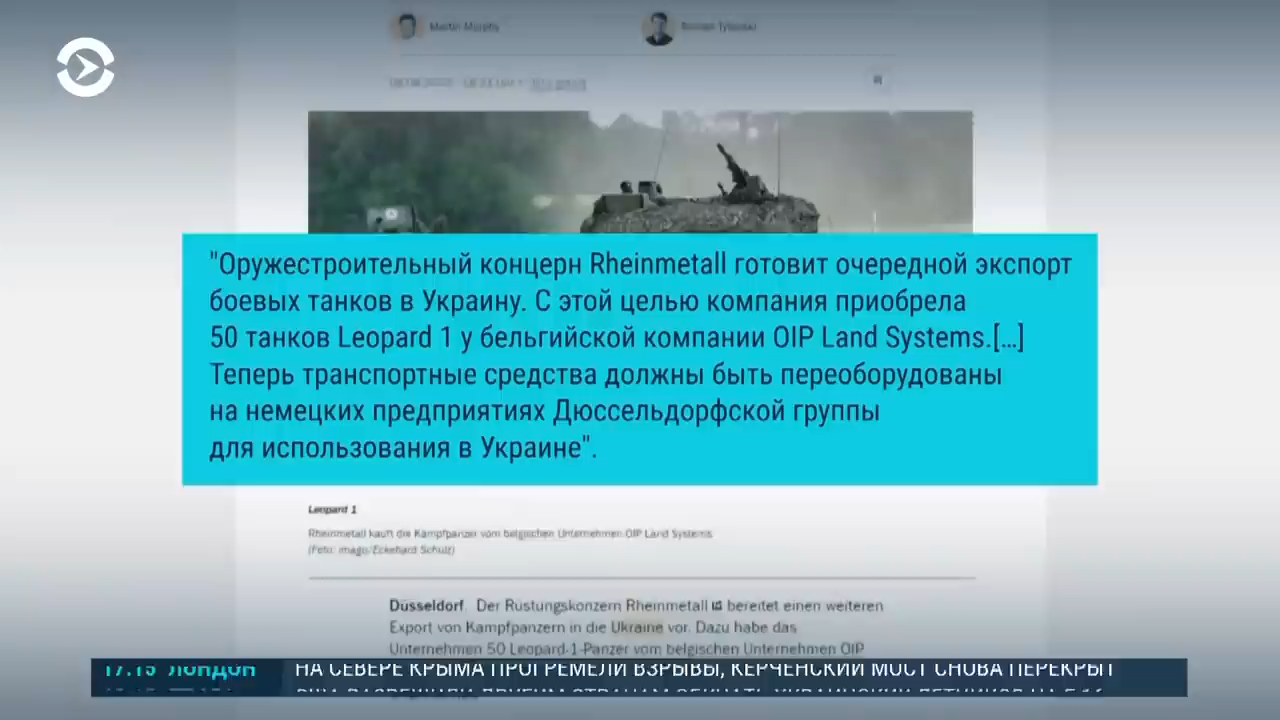 Martin Murphy
"Оружестроительный концерн Rheinmetall готовит очередной экспорт
боевых танков в Украину. С этой целью компания приобрела
50 танков Leopard 1 у бельгийской компании OIP Land Systems.[...]
Теперь транспортные средства должны быть переоборудованы
на немецких предприятиях Дюссельдорфской группы
для использования в Украине".
Leopard 1
Rheinmetall kauft die Kampfpanzer vom belgischen Unternehmen OIP Land Systems.
(Foto: imago/Eckehard Schulz)
Düsseldorf Der Rüstungskonzern Rheinmetall bereitet einen weiteren
Export von Kampfpanzern in die Ukraine vor. Dazu habe das
Unternehmen 50 Leopard-1-Panzer vom belgischen Unternehmen OIP
17:15 ЛОНДОН НА СЕВЕРЕ КРЫМА ПРОГРЕМЕЛИ ВЗРЫВЫ, КЕРЧЕНСКИЙ МОСТ СНОВА ПЕРЕКРЫТ